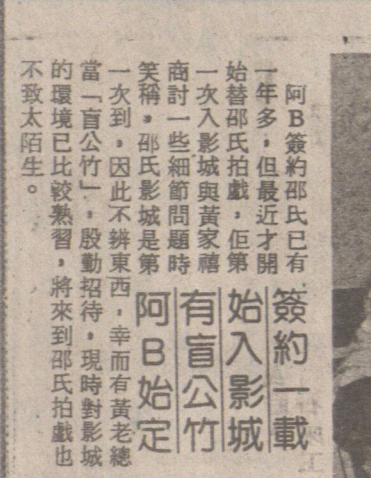 簽約一載
始入影城
有盲公竹
阿B始定
阿B簽約邵氏已有
一年多，但最近才開
始替邵氏拍戲，佢第
一次入影城與黃家禧
商討一些細節問題時
笑稱，邵氏影城是第
一次到，因此不辨東西，幸而有黃老總
當「盲公竹」，殷勤招待，現時對影城
的環境已比較熟習，將來到邵氏拍戲也
不致太陌生。